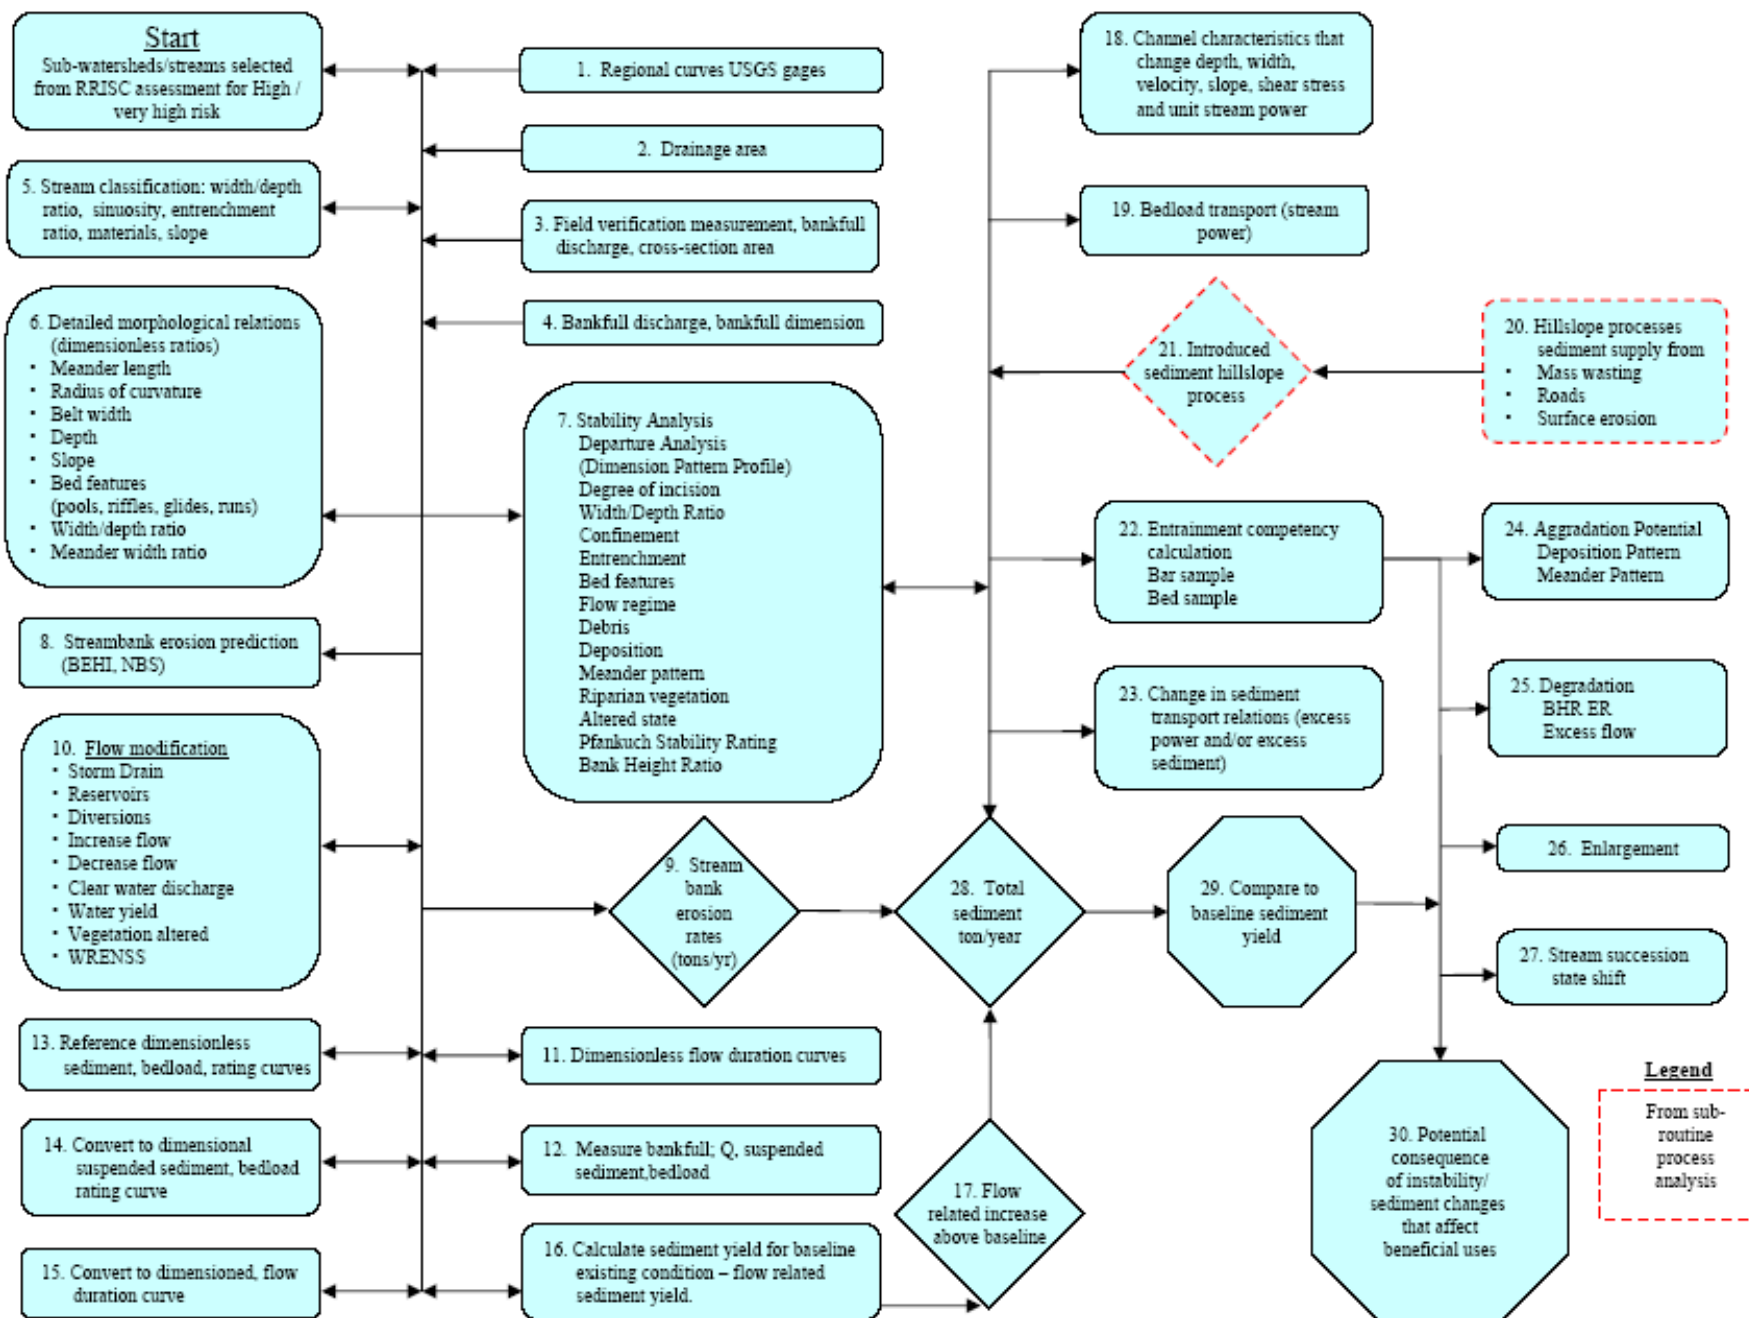 Start
Sub-watersheds/streams selected
from RRISC assessment for High /
very high risk
1. Regional curves USGS gages
2. Drainage area
3. Field verification measurement, bankfull
discharge, cross-section area
4. Bankfull discharge, bankfull dimension
5. Stream classification: width/depth
ratio, sinuosity, entrenchment
ratio, materials, slope
6. Detailed morphological relations
(dimensionless ratios)
· Meander length
· Radius of curvature
· Belt width
· Depth
· Slope
· Bed features
(pools, riffles, glides, runs)
· Width/depth ratio
· Meander width ratio
7. Stability Analysis
Departure Analysis
(Dimension Pattern Profile)
Degree of incision
Width/Depth Ratio
Confinement
Entrenchment
Bed features
Flow regime
Debris
Deposition
Meander pattern
Riparian vegetation
Altered state
Pfankuch Stability Rating
Bank Height Ratio
8. Streambank erosion prediction
(BEHI, NBS)
9. Stream
bank
erosion
rates
(tons/yr)
10. Flow modification
· Storm Drain
· Reservoirs
· Diversions
· Increase flow
· Decrease flow
· Clear water discharge
· Water yield
· Vegetation altered
· WRENSS
11. Dimensionless flow duration curves
12. Measure bankfull; Q, suspended
sediment,bedload
13. Reference dimensionless
sediment, bedload, rating curves
14. Convert to dimensional
suspended sediment, bedload
rating curve
15. Convert to dimensioned, flow
duration curve
16. Calculate sediment yield for baseline
existing condition – flow related
sediment yield.
17. Flow
related increase
above baseline
18. Channel characteristics that
change depth, width,
velocity, slope, shear stress
and unit stream power
19. Bedload transport (stream
power)
20. Hillslope processes
sediment supply from
· Mass wasting
· Roads
· Surface erosion
21. Introduced
sediment hillslope
process
22. Entrainment competency
calculation
Bar sample
Bed sample
23. Change in sediment
transport relations (excess
power and/or excess
sediment)
24. Aggradation Potential
Deposition Pattern
Meander Pattern
25. Degradation
BHR ER
Excess flow
26. Enlargement
27. Stream succession
state shift
28. Total
sediment
ton/year
29. Compare to
baseline sediment
yield
30. Potential
consequence
of instability/
sediment changes
that affect
beneficial uses
Legend
From sub-
routine
process
analysis